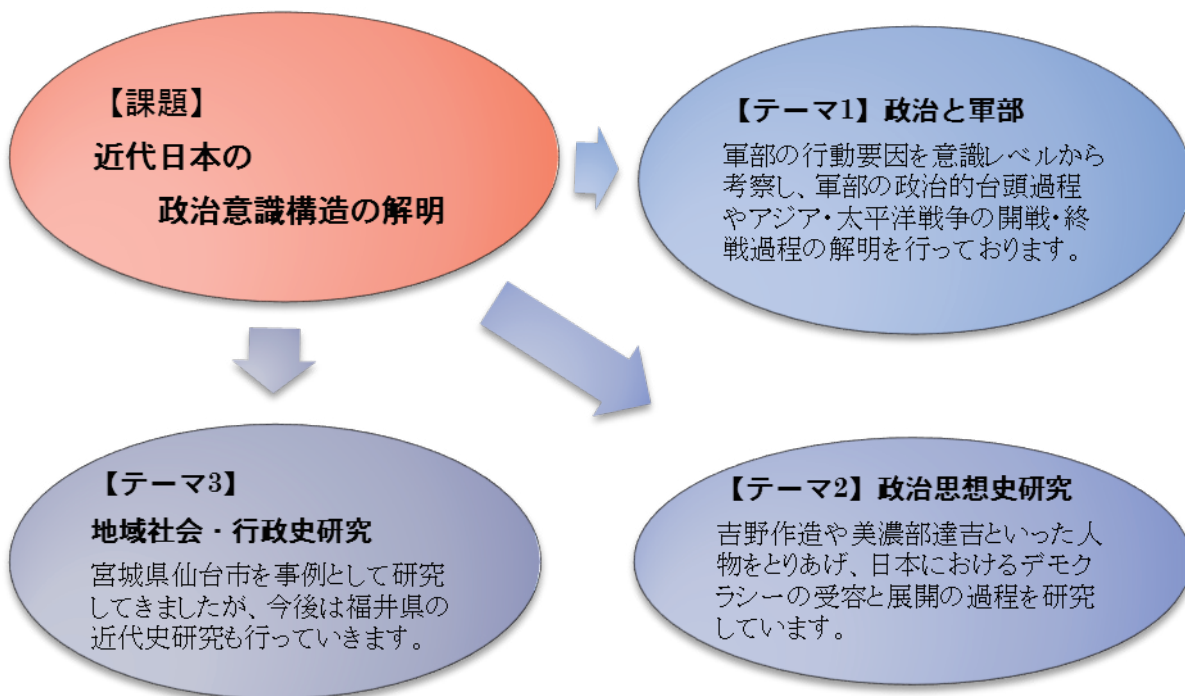 【課題】
近代日本の
政治意識構造の解明
【テーマ1】政治と軍部
軍部の行動要因を意識レベルから
考察し、軍部の政治的台頭過程
やアジア・太平洋戦争の開戦・終
戦過程の解明を行っております。
【テーマ2】政治思想史研究
吉野作造や美濃部達吉といった人
物をとりあげ、日本におけるデモク
ラシーの受容と展開の過程を研究
しています。
【テーマ3】
地域社会・行政史研究
宮城県仙台市を事例として研究
してきましたが、今後は福井県の
近代史研究も行っていきます。